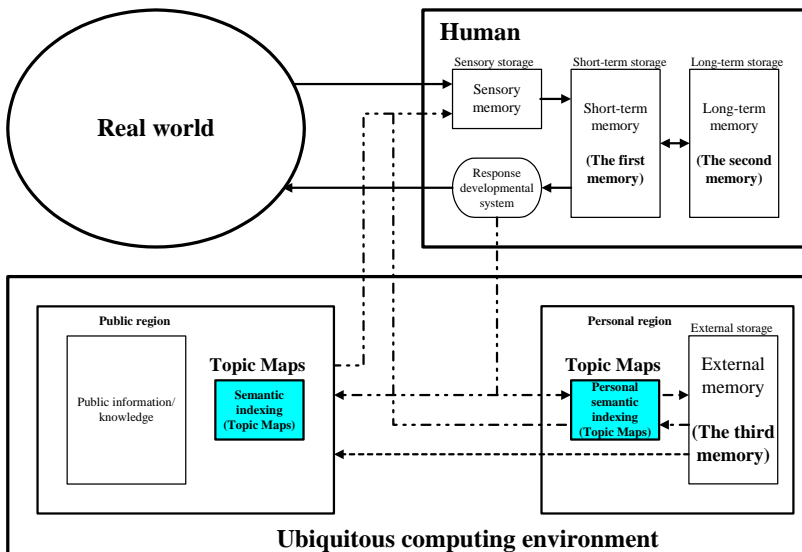 Human
Real world
Sensory storage
Sensory
memory
Short-term storage
Short-term
memory
(The first
memory)
Long-term storage
Long-term
memory
(The second
memory)
Response
developmental
system
Public region
Public information/
knowledge
Topic Maps
Semantic
indexing
(Topic Maps)
Personal region
Topic Maps
Personal
semantic
indexing
(Topic Maps)
External storage
External
memory
(The third
memory)
Ubiquitous computing environment